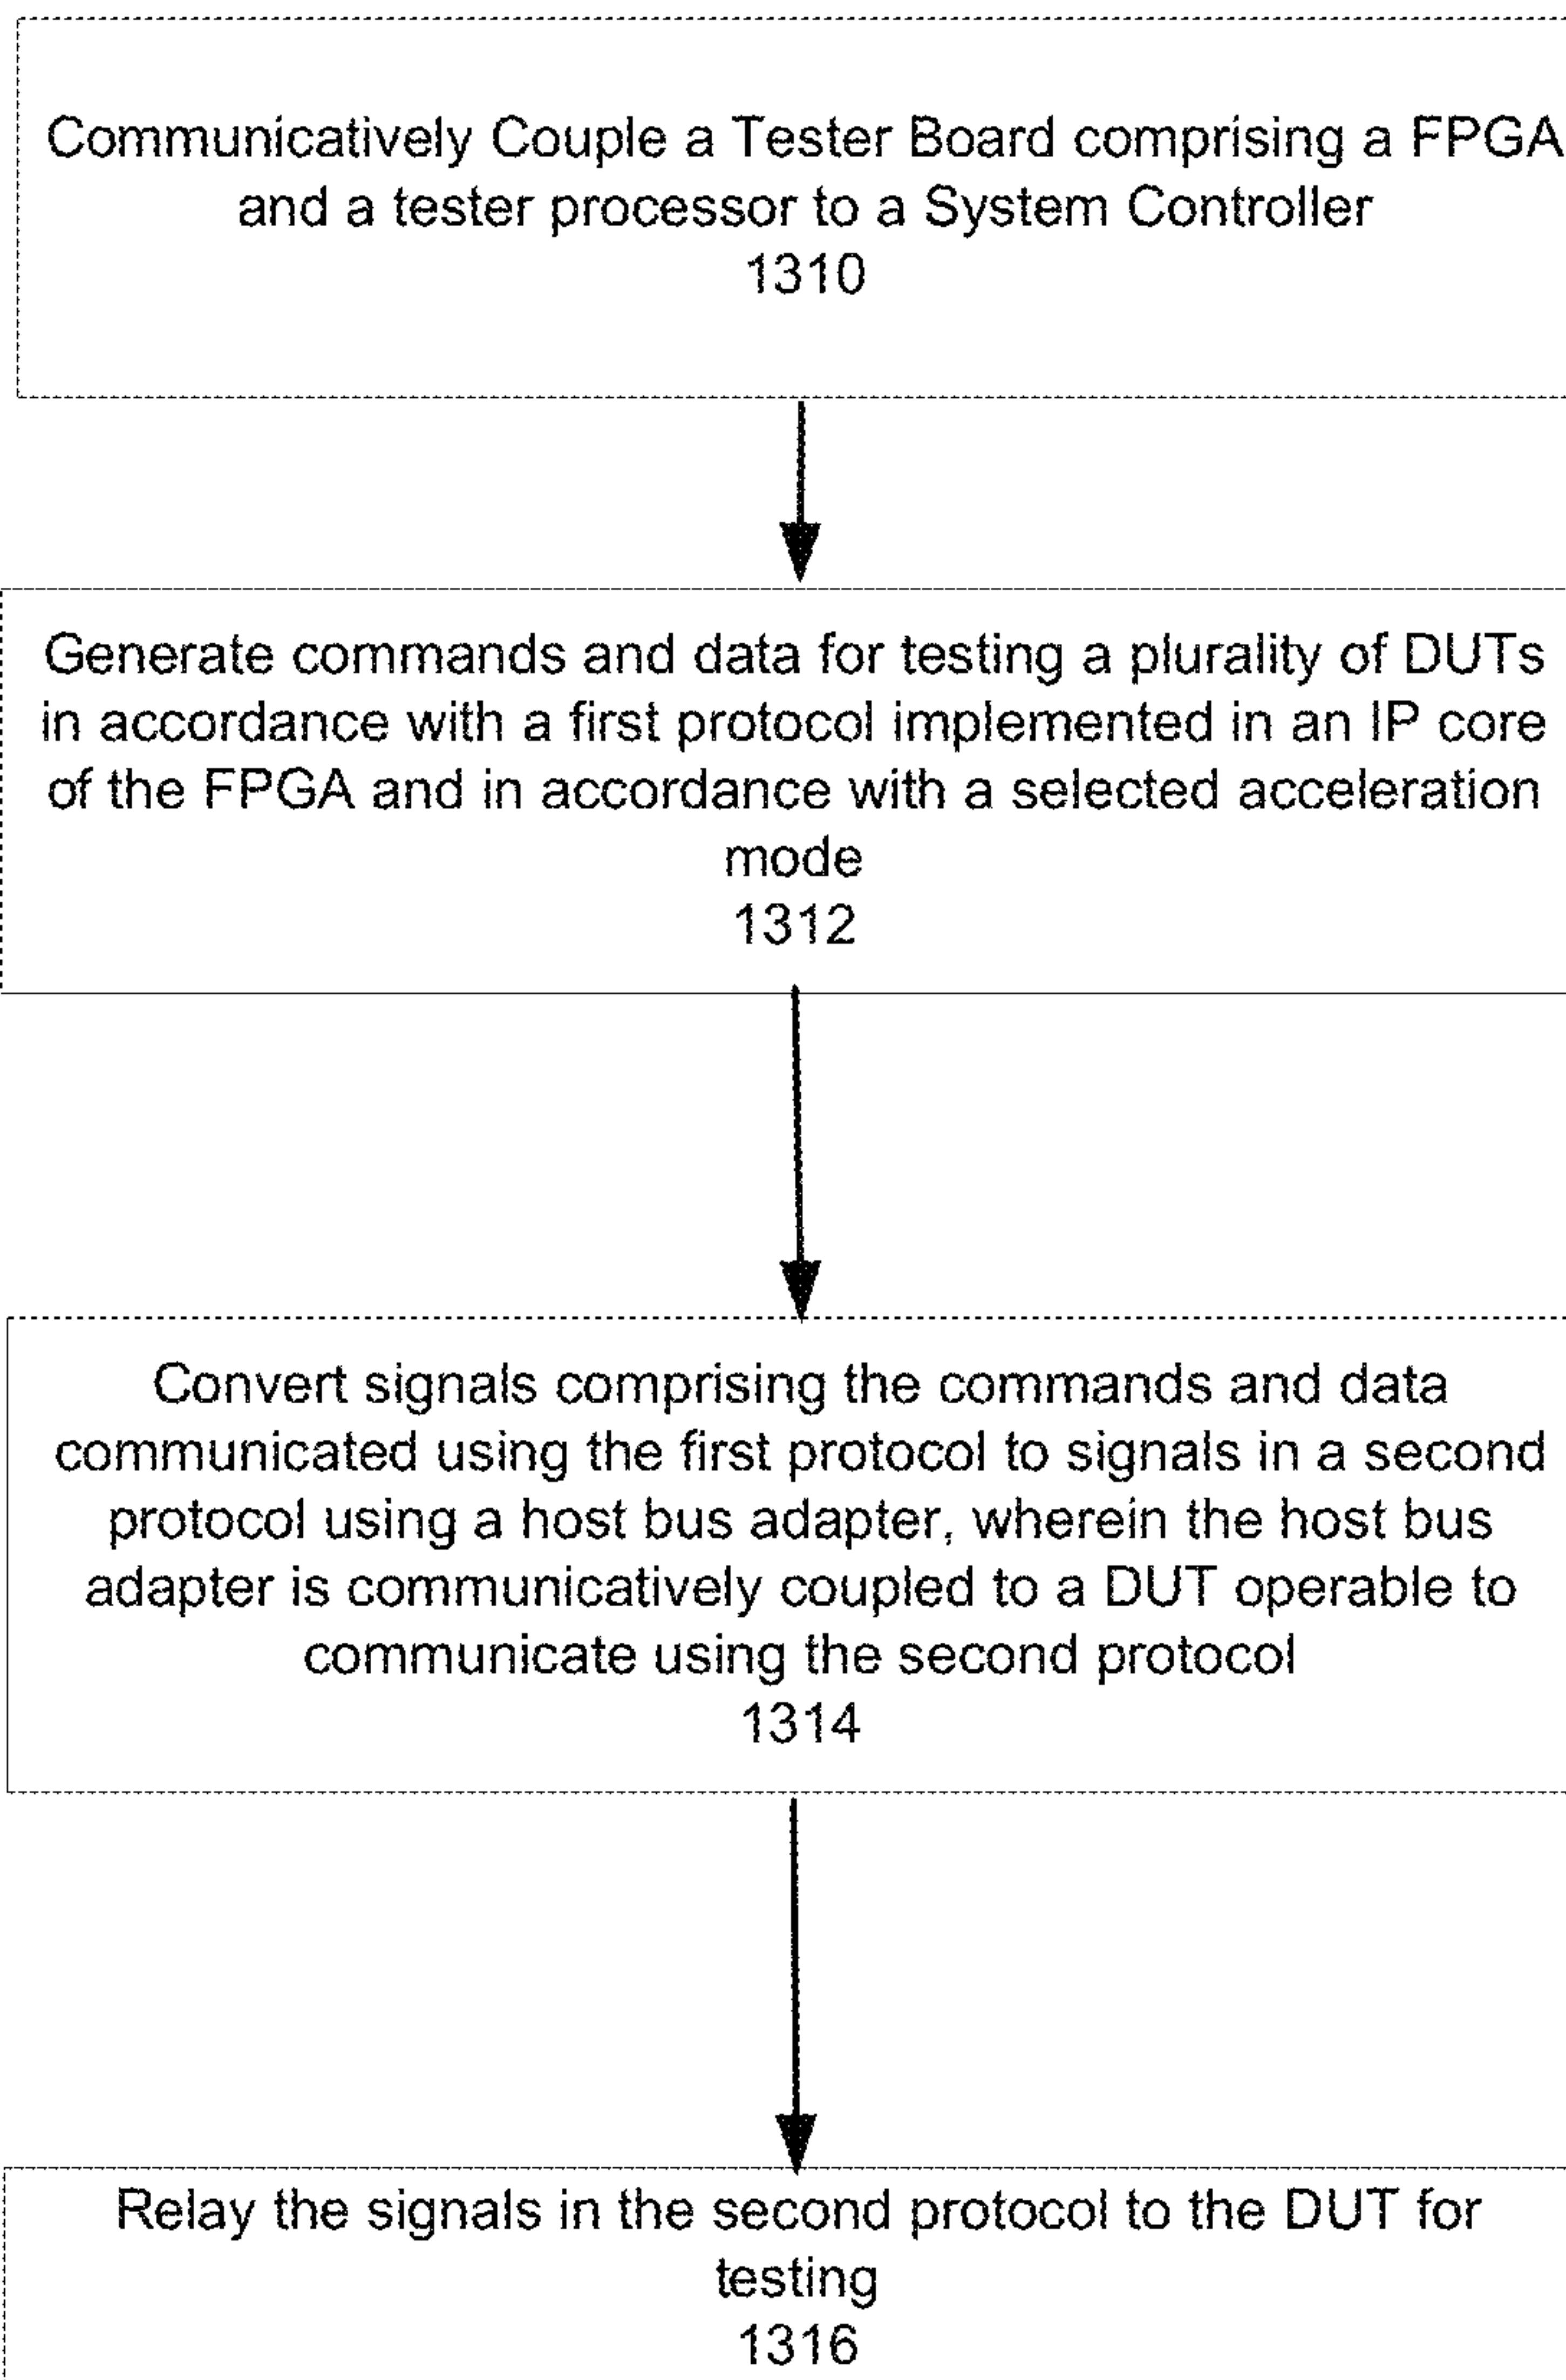 Communicatively Couple a Tester Board comprising a FPGA
and a tester processor to a System Controller
1310
Generate commands and data for testing a plurality of DUTs
in accordance with a first protocol implemented in an IP core
of the FPGA and in accordance with a selected acceleration
mode
1312
Convert signals comprising the commands and data
communicated using the first protocol to signals in a second
protocol using a host bus adapter, wherein the host bus
adapter is communicatively coupled to a DUT operable to
communicate using the second protocol
1314
Relay the signals in the second protocol to the DUT for
testing
1316